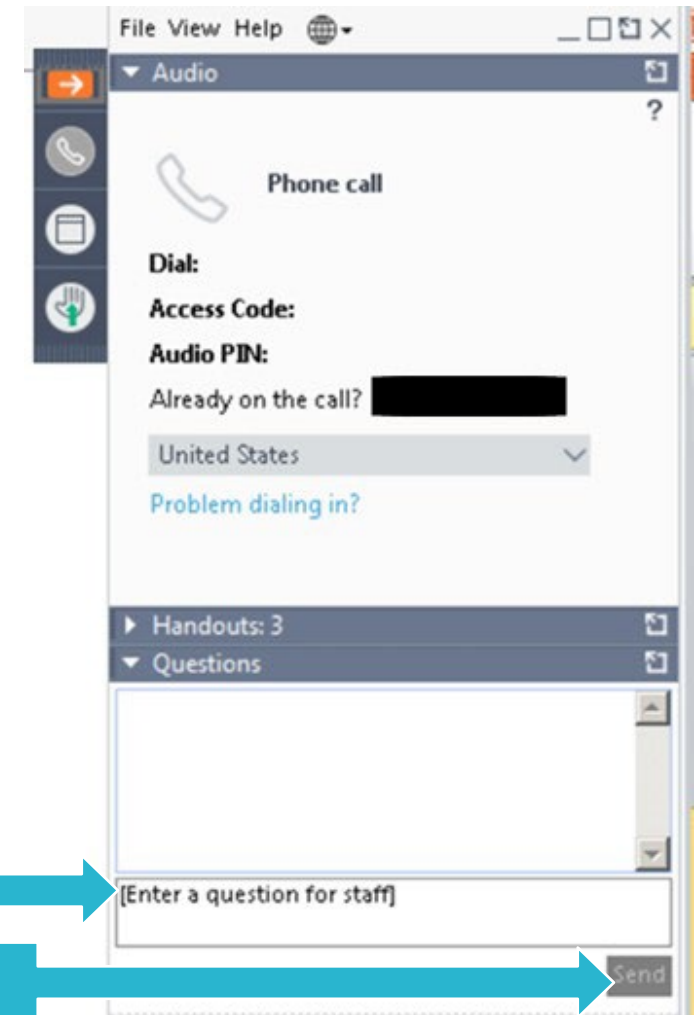 File View Help
Audio
?
Phone call
Dial:
Access Code:
Audio PIN:
Already on the call?
United States
Problem dialing in?
Handouts: 3
Questions
[Enter a question for staff]
Send